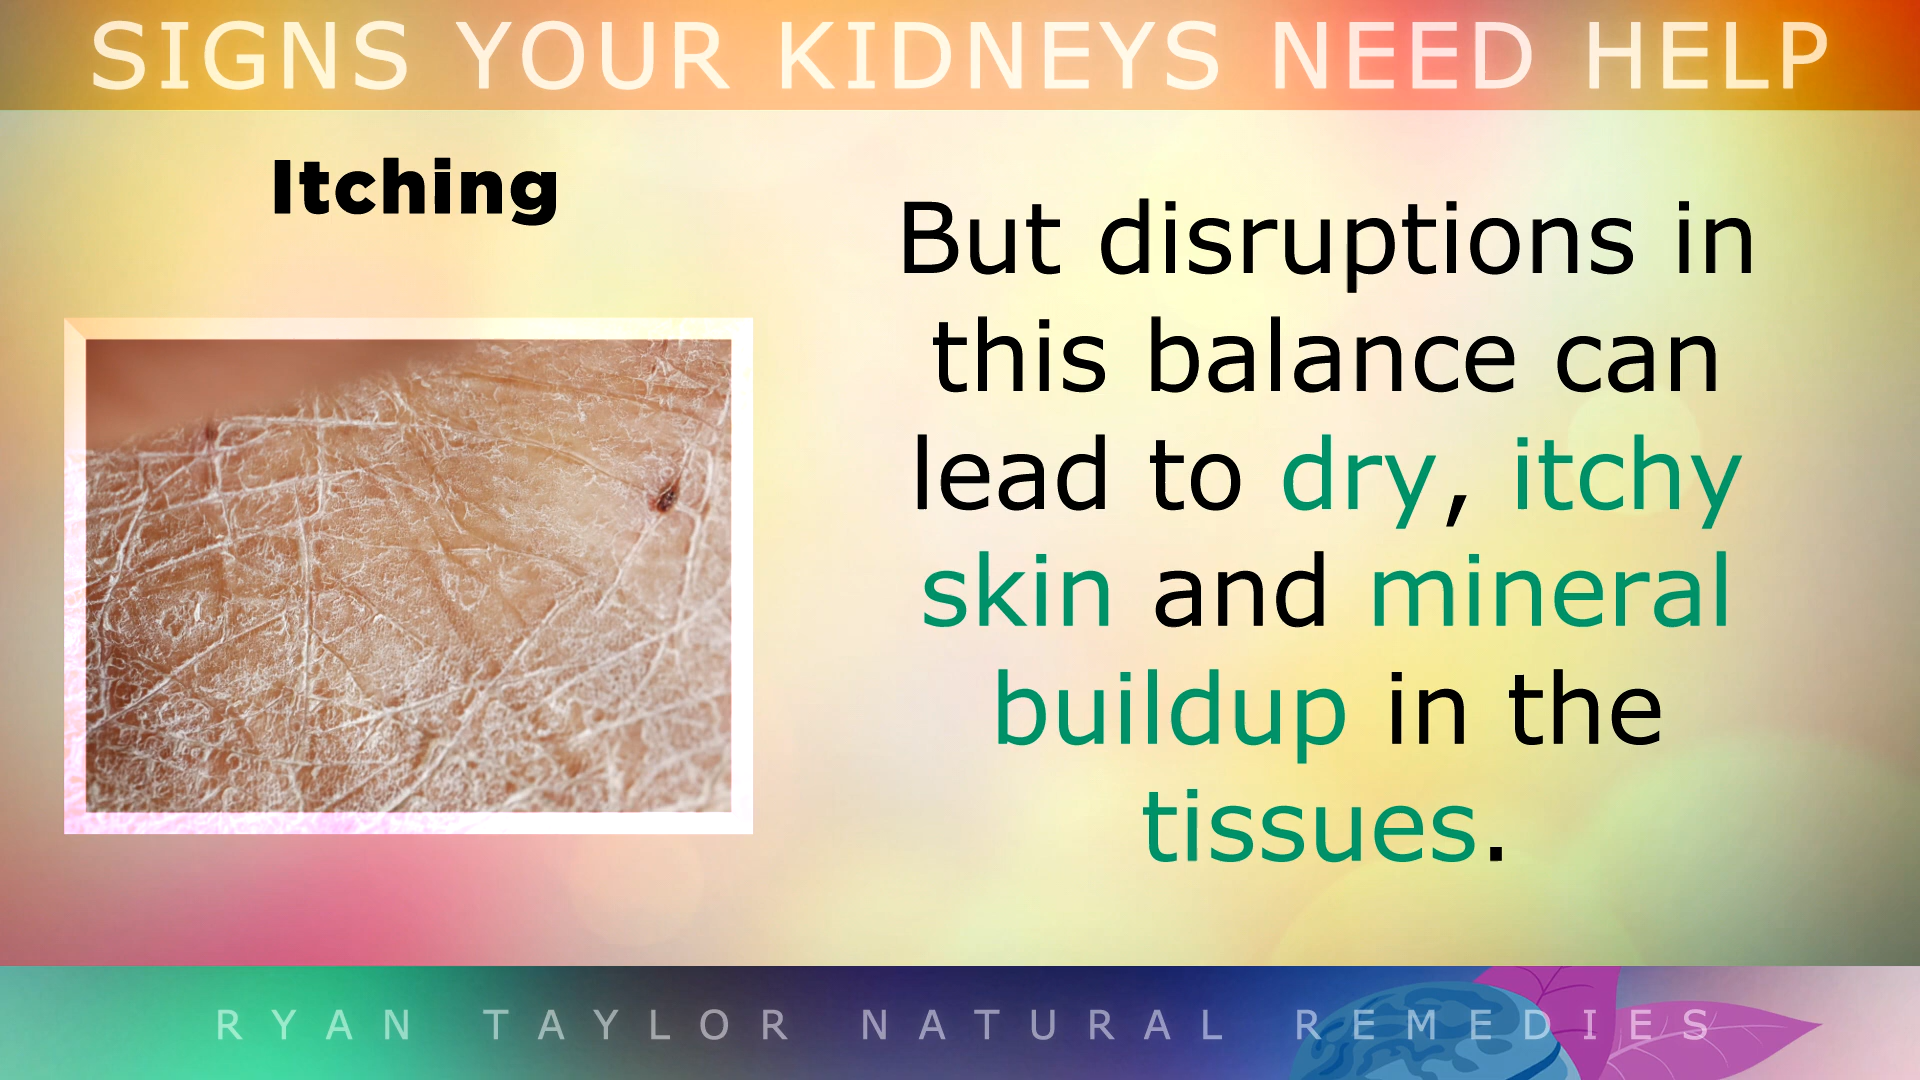 SIGNS YOUR KIDNEYS NEED HELP
Itching
But disruptions in
this balance can
lead to dry, itchy
skin and mineral
buildup in the
tissues.
RYAN TAYLOR NATURAL REMEDIES